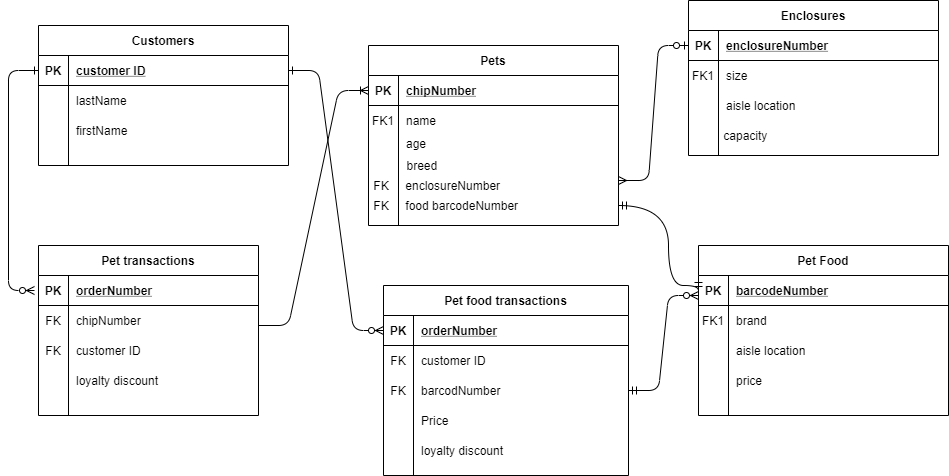 Customers
PK customer ID
lastName
firstName
Pets
PK chipNumber
FK1 name
age
breed
FK enclosureNumber
FK food barcodeNumber
Enclosures
PK enclosureNumber
FK1 size
aisle location
capacity
Pet transactions
PK orderNumber
FK chipNumber
FK customer ID
loyalty discount
Pet food transactions
PK orderNumber
FK customer ID
FK barcodNumber
Price
loyalty discount
Pet Food
PK barcodeNumber
FK1 brand
aisle location
price